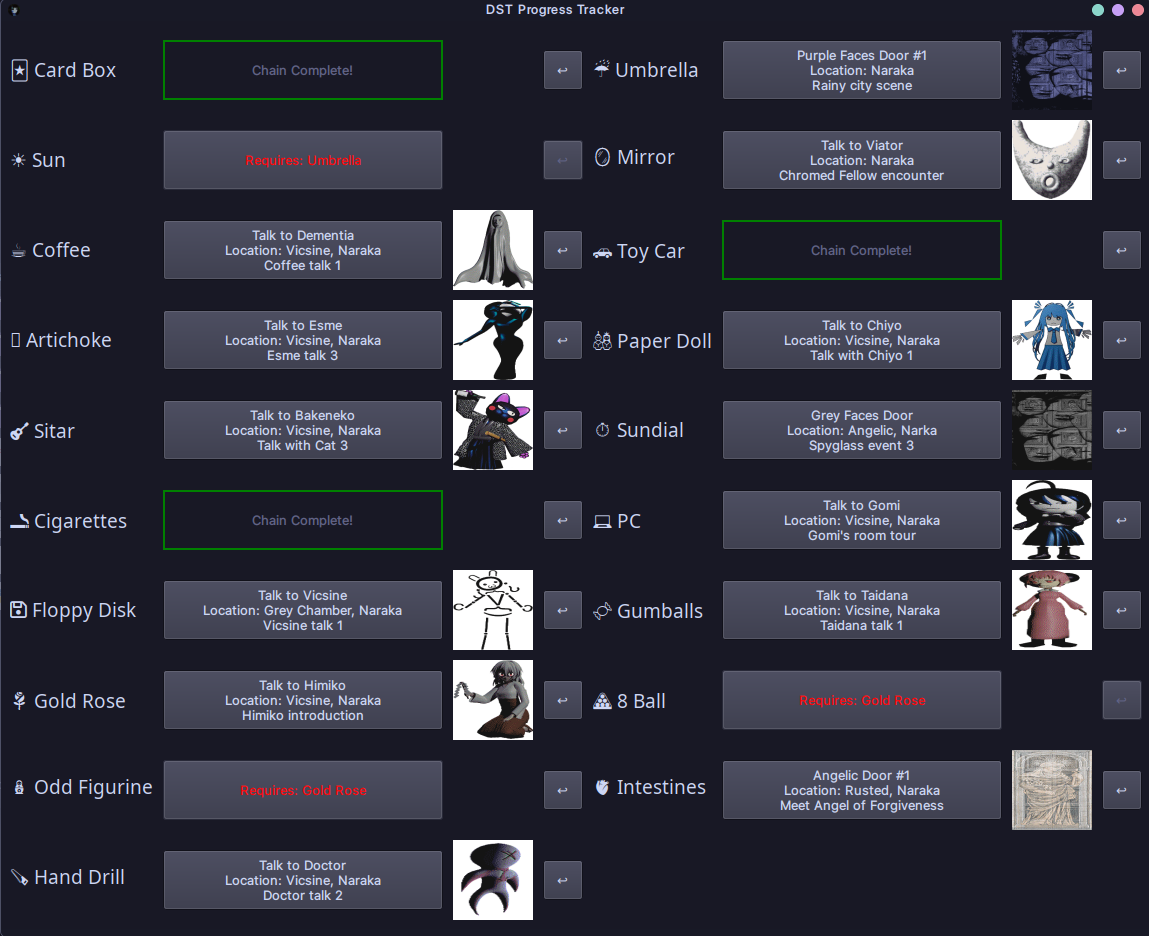 DST Progress Tracker
Card Box
Chain Complete!
Umbrella
Purple Faces Door #1
Location: Naraka
Rainy city scene
Sun
Requires: Umbrella
Mirror
Talk to Viator
Location: Naraka
Chromed Fellow encounter
Coffee
Talk to Dementia
Location: Vicsine, Naraka
Coffee talk 1
Toy Car
Chain Complete!
Artichoke
Talk to Esme
Location: Vicsine, Naraka
Esme talk 3
Paper Doll
Talk to Chiyo
Location: Vicsine, Naraka
Talk with Chiyo 1
Sitar
Talk to Bakeneko
Location: Vicsine, Naraka
Talk with Cat 3
Sundial
Grey Faces Door
Location: Angelic, Narka
Spyglass event 3
Cigarettes
Chain Complete!
PC
Talk to Gomi
Location: Vicsine, Naraka
Gomi's room tour
Floppy Disk
Talk to Vicsine
Location: Grey Chamber, Naraka
Vicsine talk 1
Gumballs
Talk to Taidana
Location: Vicsine, Naraka
Taidana talk 1
Gold Rose
Talk to Himiko
Location: Vicsine, Naraka
Himiko introduction
8 Ball
Requires: Gold Rose
Odd Figurine
Requires: Gold Rose
Intestines
Angelic Door #1
Location: Rusted, Naraka
Meet Angel of Forgiveness
Hand Drill
Talk to Doctor
Location: Vicsine, Naraka
Doctor talk 2